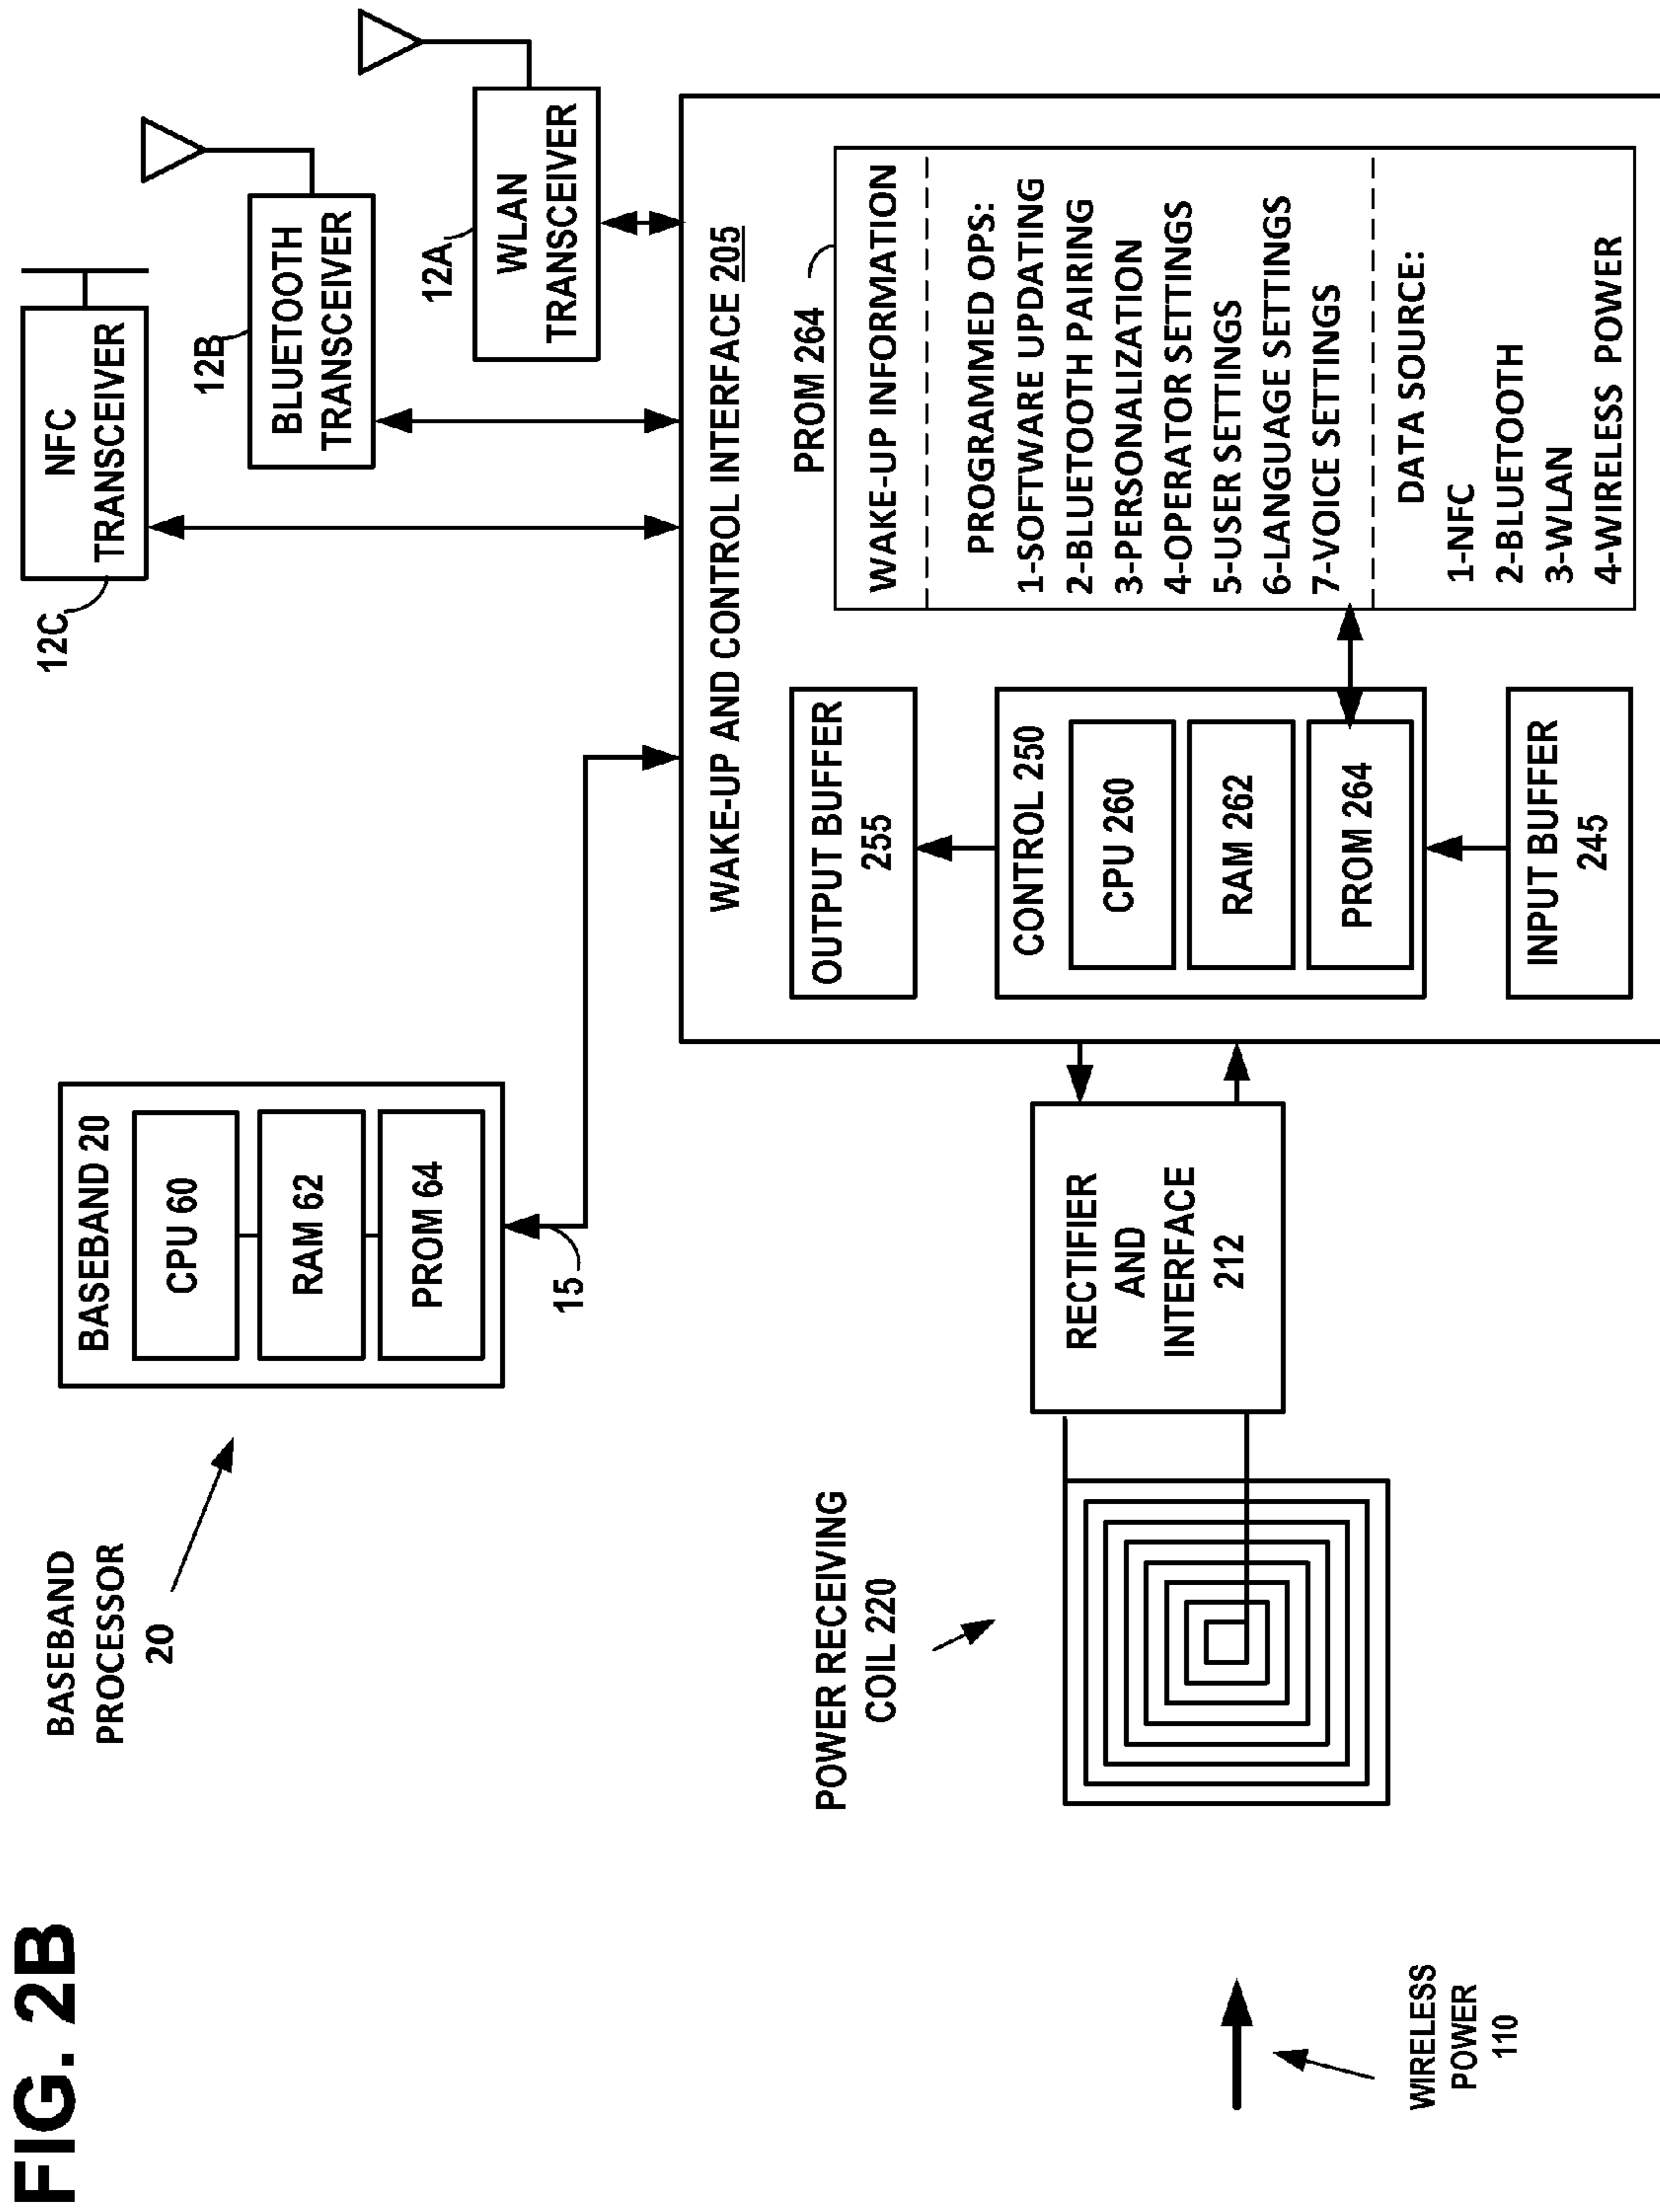 FIG. 2B
BASEBAND
PROCESSOR
20
BASEBAND 20
CPU 60
RAM 62
PROM 64
15
12C
NFC
TRANSCEIVER
12B
BLUETOOTH
TRANSCEIVER
12A
WLAN
TRANSCEIVER
WAKE-UP AND CONTROL INTERFACE 205
OUTPUT BUFFER
255
CONTROL 250
CPU 260
RAM 262
PROM 264
INPUT BUFFER
245
PROM 264
WAKE-UP INFORMATION
PROGRAMMED OPS:
1-SOFTWARE UPDATING
2-BLUETOOTH PAIRING
3-PERSONALIZATION
4-OPERATOR SETTINGS
5-USER SETTINGS
6-LANGUAGE SETTINGS
7-VOICE SETTINGS
DATA SOURCE:
1-NFC
2-BLUETOOTH
3-WLAN
4-WIRELESS POWER
POWER RECEIVING
COIL 220
RECTIFIER
AND
INTERFACE
212
WIRELESS
POWER
110